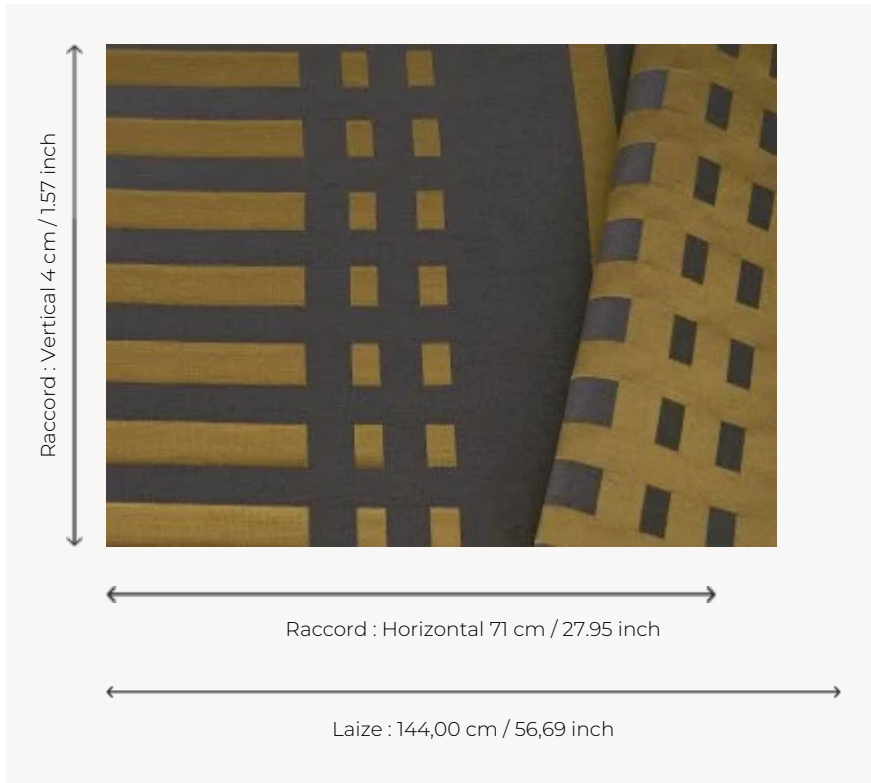 Raccord : Vertical 4 cm / 1.57 inch
Raccord : Horizontal 71 cm / 27.95 inch
Laize : 144,00 cm / 56,69 inch